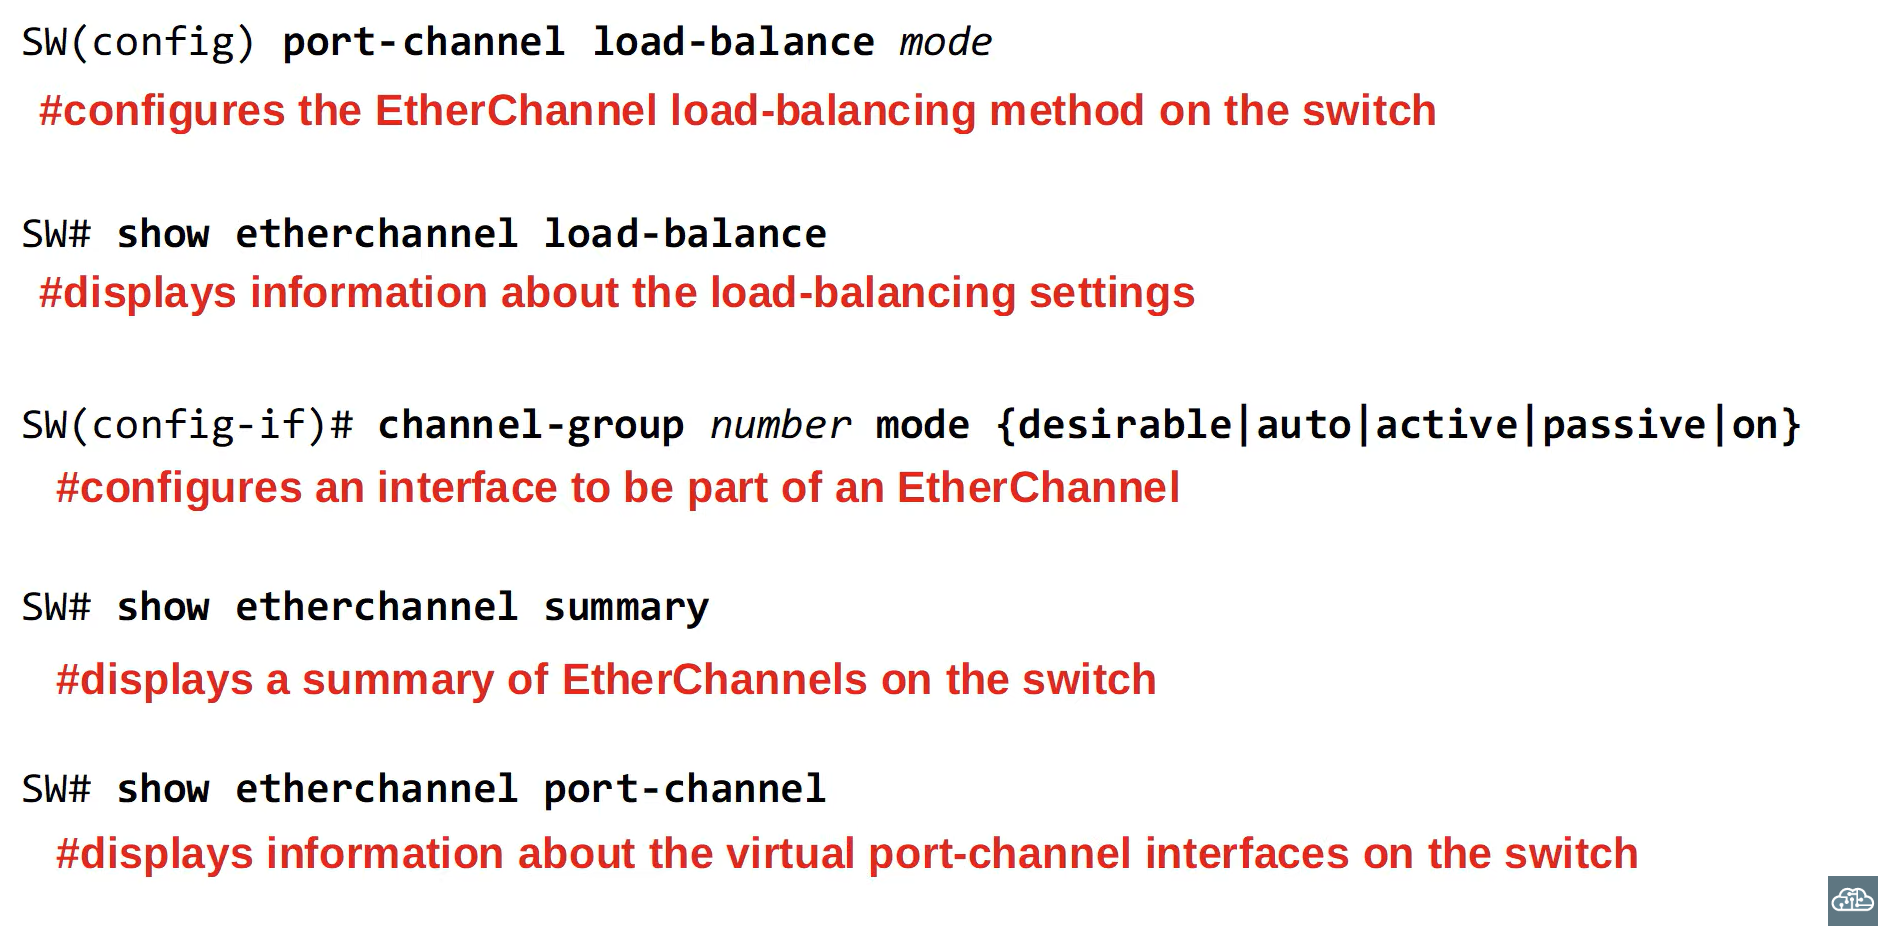 SW(config) port-channel load-balance mode
#configures the EtherChannel load-balancing method on the switch
SW# show etherchannel load-balance
#displays information about the load-balancing settings
SW(config-if)# channel-group number mode {desirable|auto|active|passive|on}
#configures an interface to be part of an EtherChannel
SW# show etherchannel summary
#displays a summary of EtherChannels on the switch
SW# show etherchannel port-channel
#displays information about the virtual port-channel interfaces on the switch